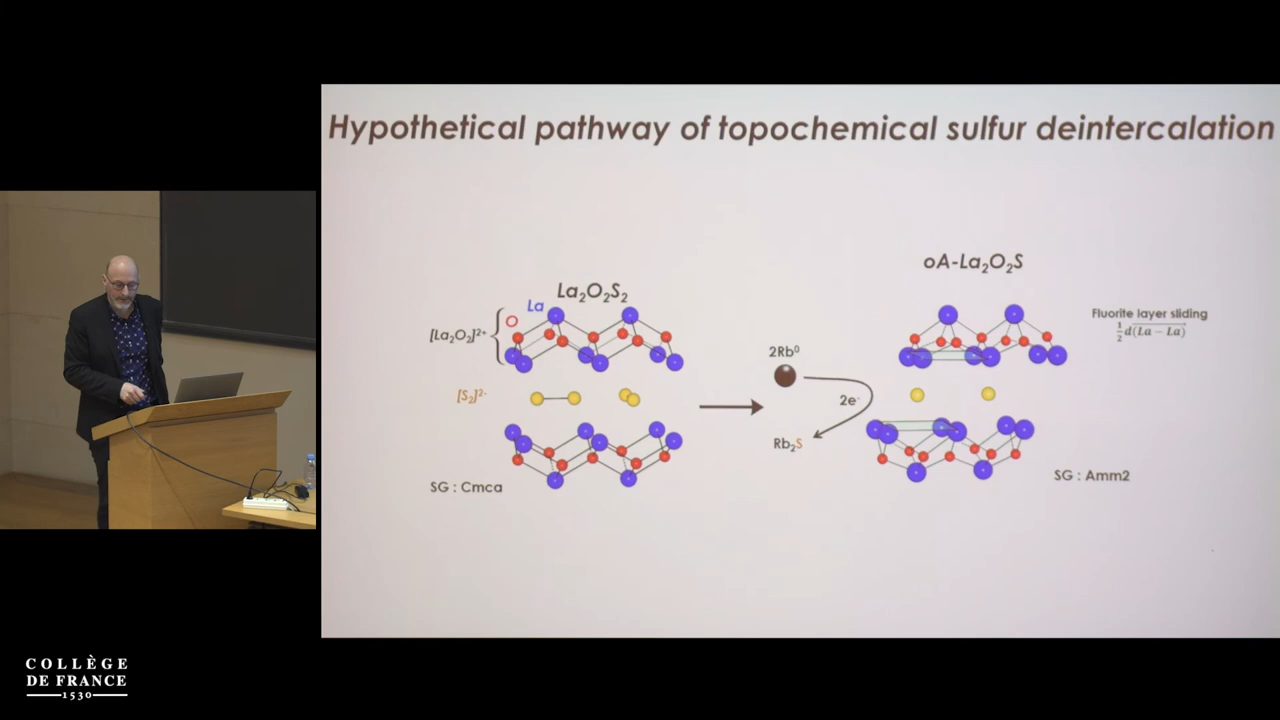 Hypothetical pathway of topochemical sulfur deintercalation
La₂O₂S₂
La
O
[La₂O₂]²⁺
[S₂]²⁻
SG : Cmca
2Rb⁰
2e⁻
Rb₂S
oA-La₂O₂S
Fluorite layer sliding
½ d(La − La)
SG : Amm2
COLLÈGE
DE FRANCE
1530